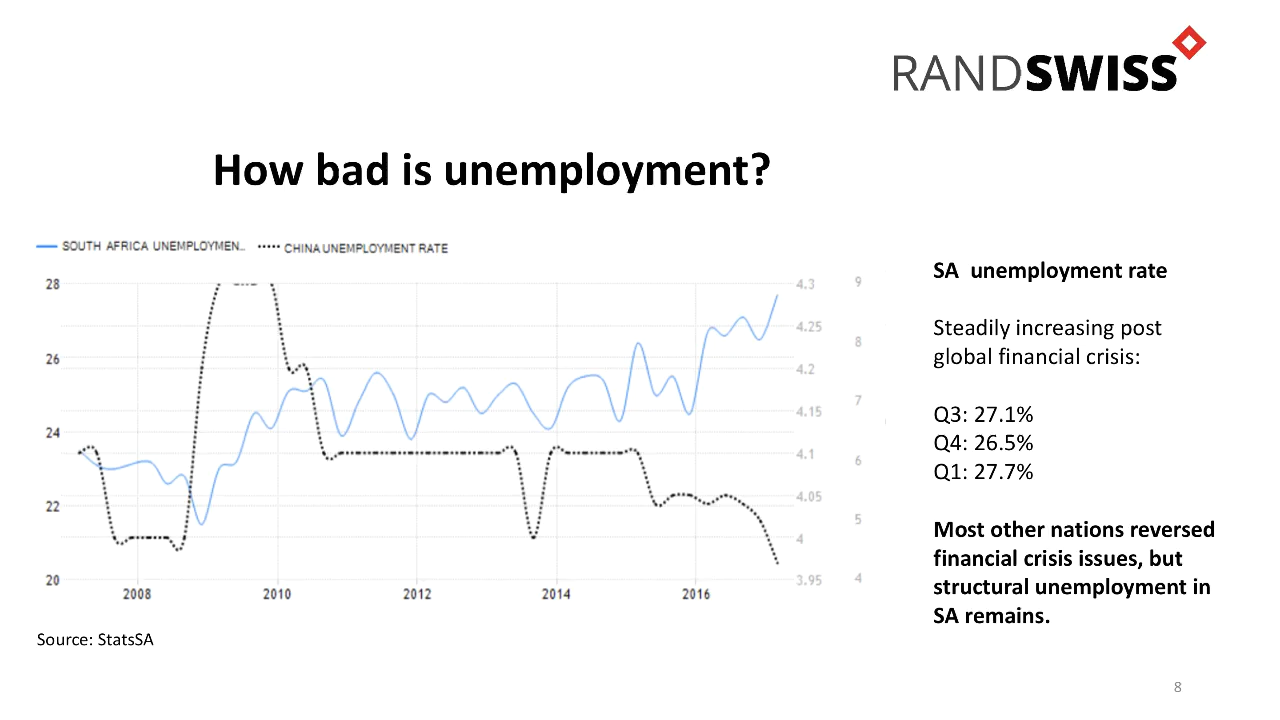 RANDSWISS
How bad is unemployment?
SOUTH AFRICA UNEMPLOYMEN... CHINA UNEMPLOYMENT RATE
28 4.3 9
4.25
8
26 4.2
7
4.15
24
4.1 6
4.05
22
5
4
20 3.95 4
2008 2010 2012 2014 2016
Source: StatsSA
SA unemployment rate
Steadily increasing post
global financial crisis:
Q3: 27.1%
Q4: 26.5%
Q1: 27.7%
Most other nations reversed
financial crisis issues, but
structural unemployment in
SA remains.
8